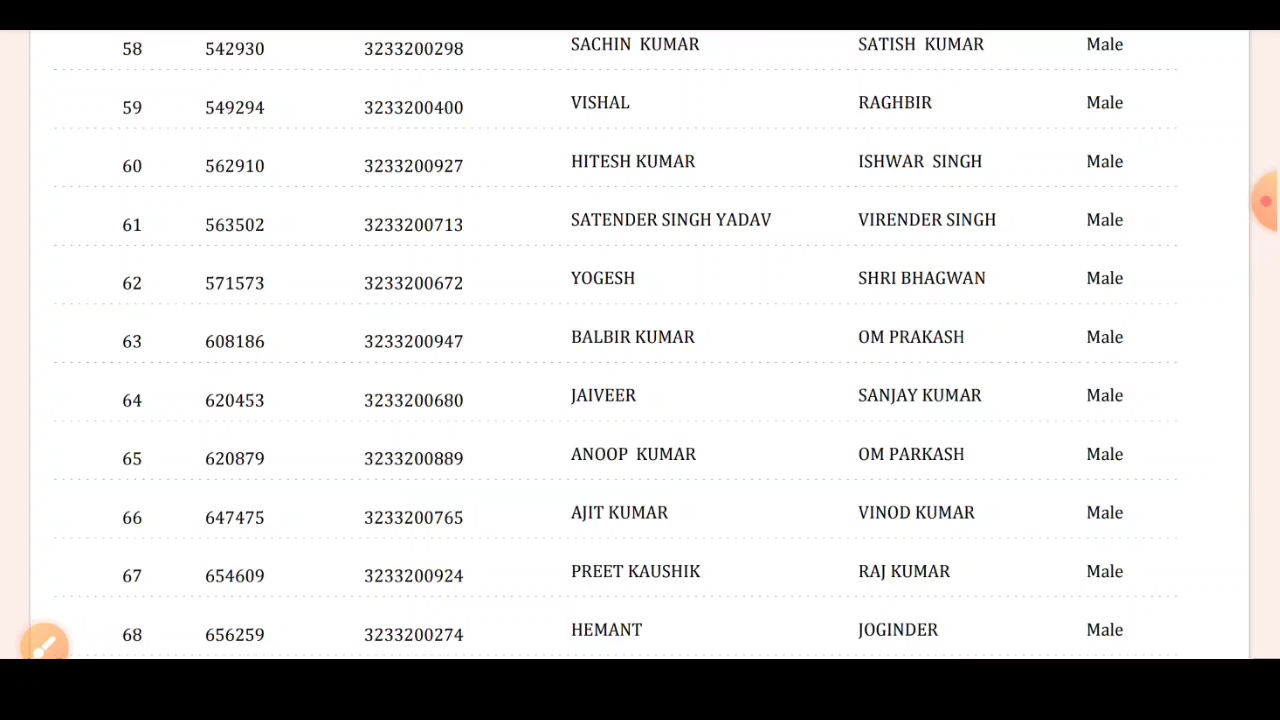 58 542930 3233200298 SACHIN KUMAR SATISH KUMAR Male
59 549294 3233200400 VISHAL RAGHBIR Male
60 562910 3233200927 HITESH KUMAR ISHWAR SINGH Male
61 563502 3233200713 SATENDER SINGH YADAV VIRENDER SINGH Male
62 571573 3233200672 YOGESH SHRI BHAGWAN Male
63 608186 3233200947 BALBIR KUMAR OM PRAKASH Male
64 620453 3233200680 JAIVEER SANJAY KUMAR Male
65 620879 3233200889 ANOOP KUMAR OM PARKASH Male
66 647475 3233200765 AJIT KUMAR VINOD KUMAR Male
67 654609 3233200924 PREET KAUSHIK RAJ KUMAR Male
68 656259 3233200274 HEMANT JOGINDER Male